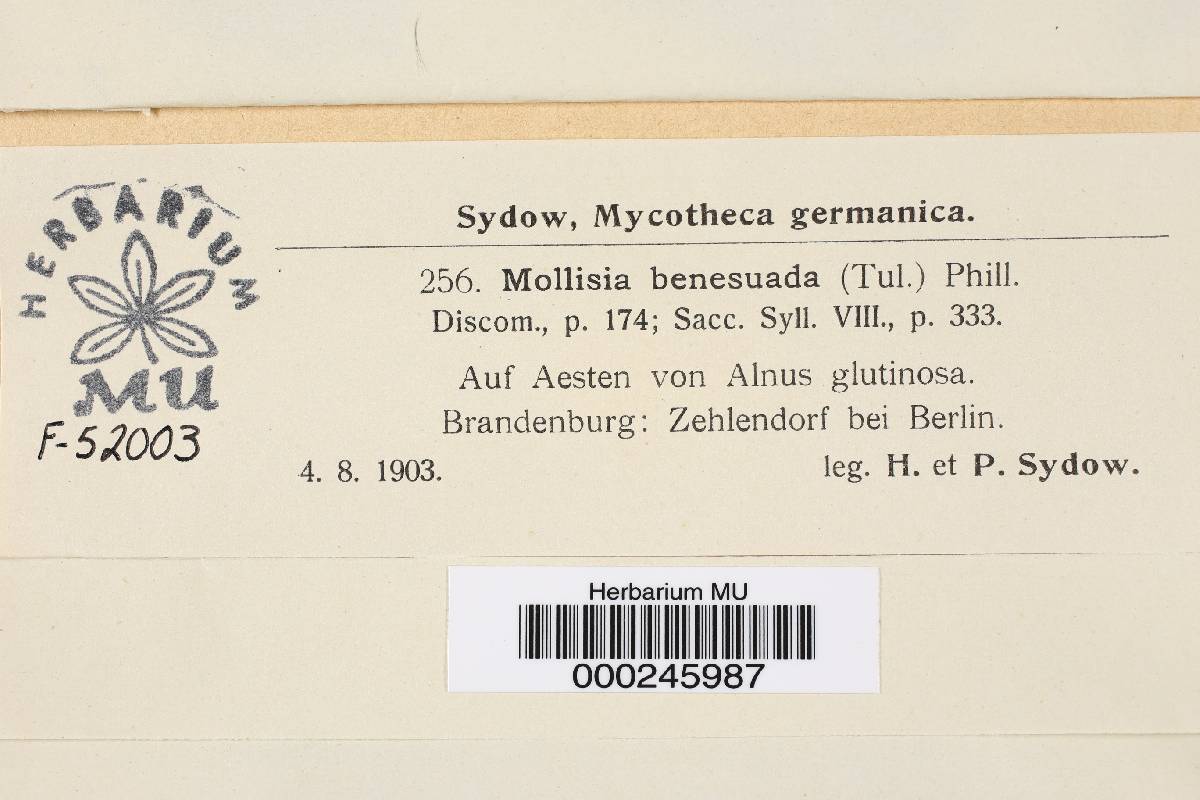 HERBARIUM
MU
F-52003
Sydow, Mycotheca germanica.
256. Mollisia benesuada (Tul.) Phill.
Discom., p. 174; Sacc. Syll. VIII., p. 333.
Auf Aesten von Alnus glutinosa.
Brandenburg: Zehlendorf bei Berlin.
4. 8. 1903. leg. H. et P. Sydow.
Herbarium MU
000245987